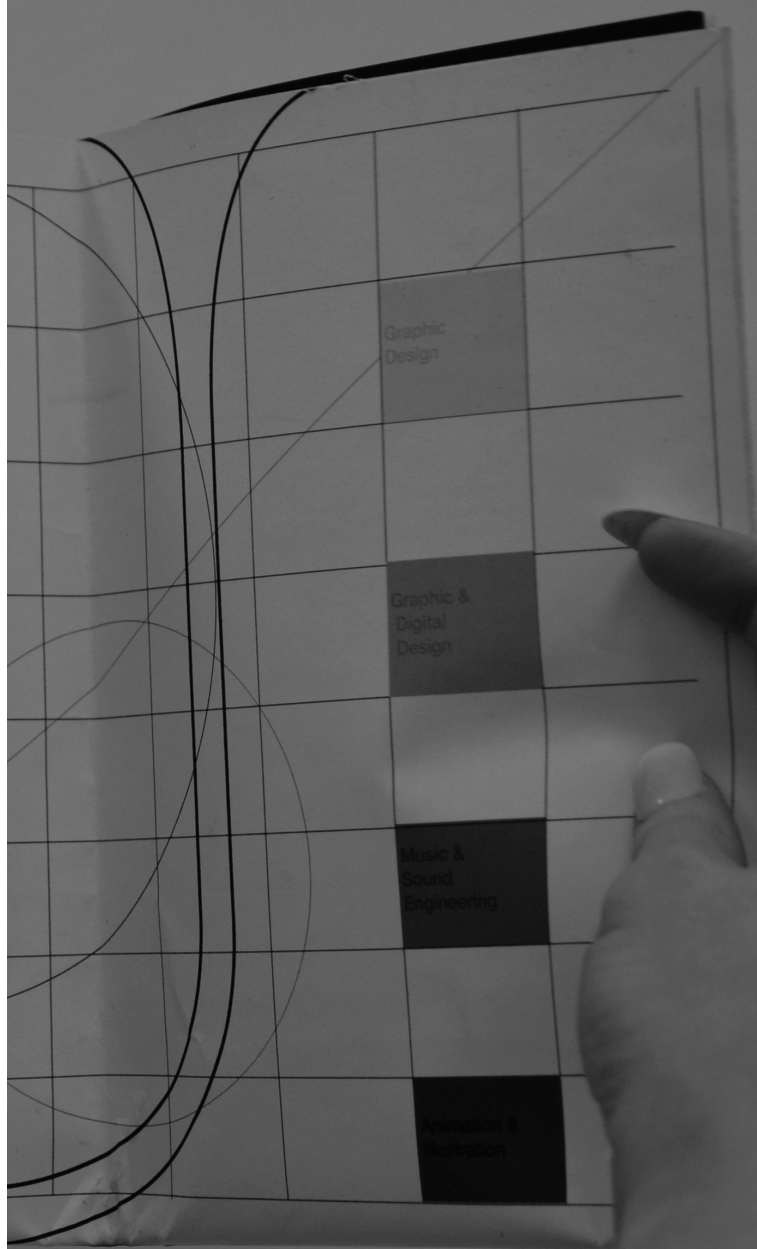 Graphic
Design
Graphic &
Digital
Design
Music &
Sound
Engineering
Animation &
Illustration